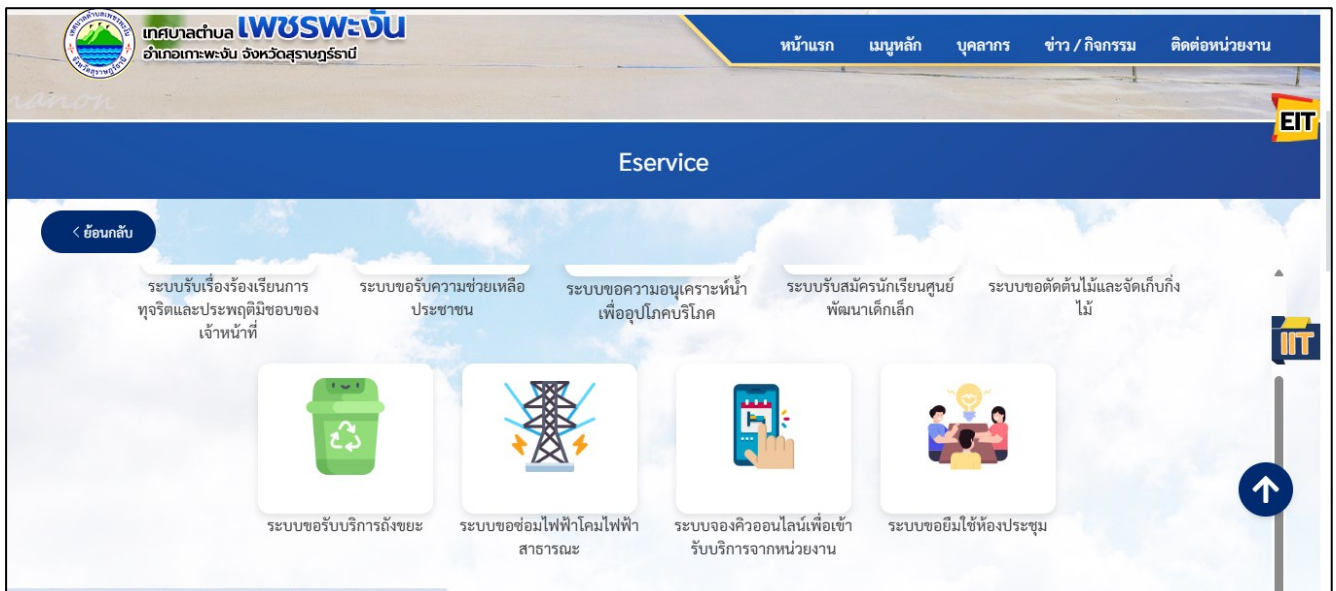 เทศบาลตำบลเพชรพะงัน
อำเภอเกาะพะงัน จังหวัดสุราษฎร์ธานี
หน้าแรก เมนูหลัก บุคลากร ข่าว / กิจกรรม ติดต่อหน่วยงาน
EIT
Eservice
< ย้อนกลับ
ระบบรับเรื่องร้องเรียนการ
ทุจริตและประพฤติมิชอบของ
เจ้าหน้าที่
ระบบขอรับความช่วยเหลือ
ประชาชน
ระบบขอความอนุเคราะห์น้ำ
เพื่ออุปโภคบริโภค
ระบบรับสมัครนักเรียนศูนย์
พัฒนาเด็กเล็ก
ระบบขอตัดต้นไม้และจัดเก็บกิ่ง
ไม้
IIT
ระบบขอรับบริการถังขยะ
ระบบขอซ่อมไฟฟ้าโคมไฟฟ้า
สาธารณะ
ระบบจองคิวออนไลน์เพื่อเข้า
รับบริการจากหน่วยงาน
ระบบขอยืมใช้ห้องประชุม